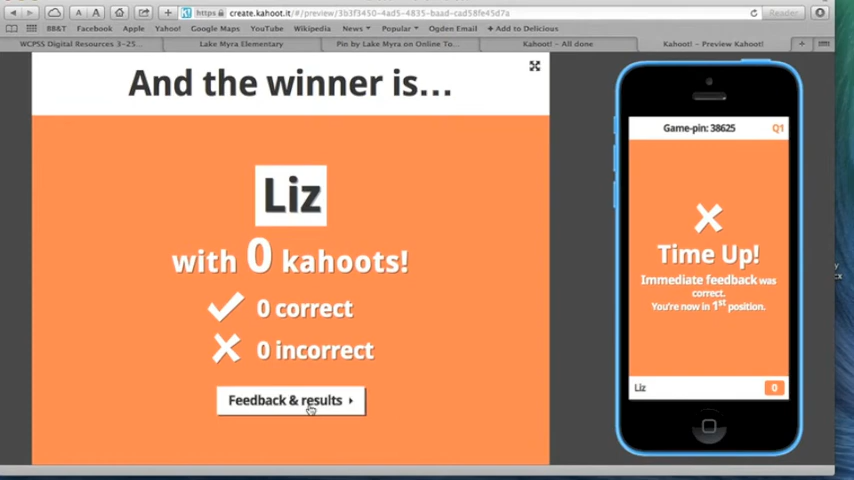 https create.kahoot.it/#/preview/3b3f3450-4ad5-4835-baad-cad58fe45d7a
Reader
A A
BB&T Facebook Apple Yahoo! Google Maps YouTube Wikipedia News Popular Ogden Email + Add to Delicious
WCPSS Digital Resources 3-25... Lake Myra Elementary Pin by Lake Myra on Online To... Kahoot! – All done Kahoot! – Preview Kahoot!
And the winner is...
Liz
with 0 kahoots!
0 correct
0 incorrect
Feedback & results
Game-pin: 38625 Q1
Time Up!
Immediate feedback was
correct.
You're now in 1st position.
Liz 0